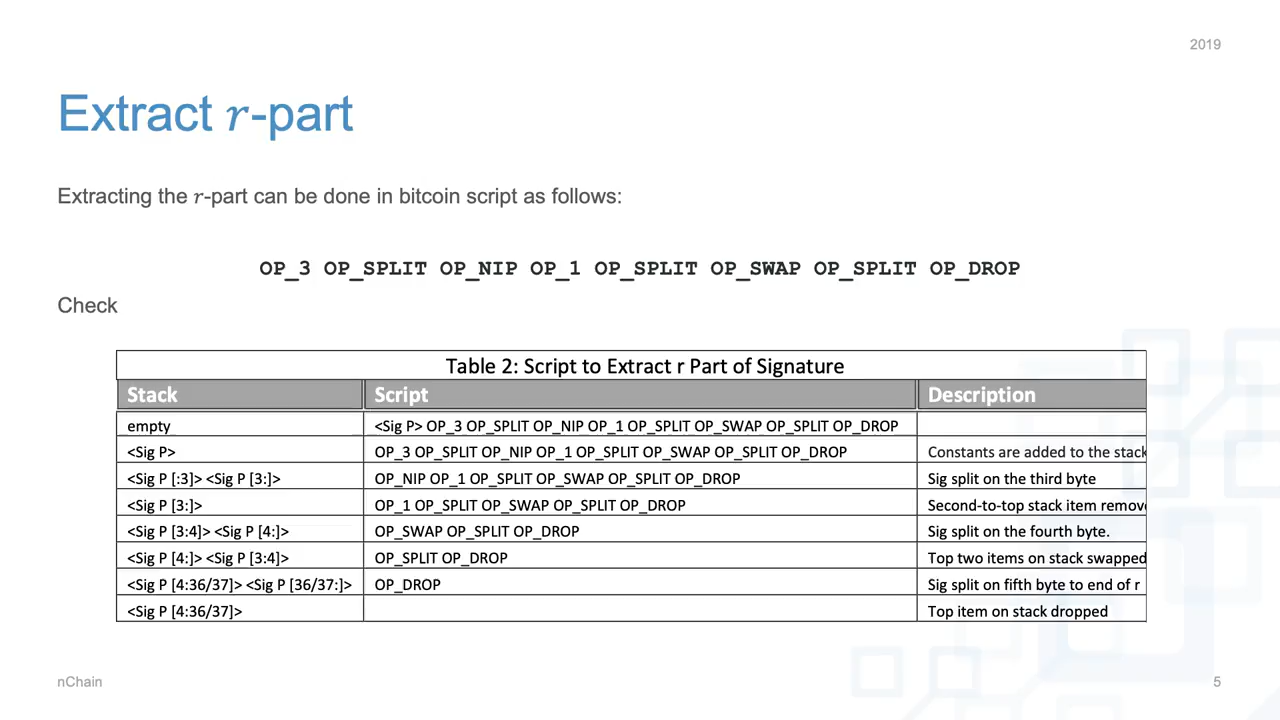 2019
Extract r-part
Extracting the r-part can be done in bitcoin script as follows:
OP_3 OP_SPLIT OP_NIP OP_1 OP_SPLIT OP_SWAP OP_SPLIT OP_DROP
Check
Table 2: Script to Extract r Part of Signature
Stack Script Description
empty <Sig P> OP_3 OP_SPLIT OP_NIP OP_1 OP_SPLIT OP_SWAP OP_SPLIT OP_DROP
<Sig P> OP_3 OP_SPLIT OP_NIP OP_1 OP_SPLIT OP_SWAP OP_SPLIT OP_DROP Constants are added to the stack
<Sig P [:3]> <Sig P [3:]> OP_NIP OP_1 OP_SPLIT OP_SWAP OP_SPLIT OP_DROP Sig split on the third byte
<Sig P [3:]> OP_1 OP_SPLIT OP_SWAP OP_SPLIT OP_DROP Second-to-top stack item remove
<Sig P [3:4]> <Sig P [4:]> OP_SWAP OP_SPLIT OP_DROP Sig split on the fourth byte.
<Sig P [4:]> <Sig P [3:4]> OP_SPLIT OP_DROP Top two items on stack swapped
<Sig P [4:36/37]> <Sig P [36/37:]> OP_DROP Sig split on fifth byte to end of r
<Sig P [4:36/37]> Top item on stack dropped
nChain 5